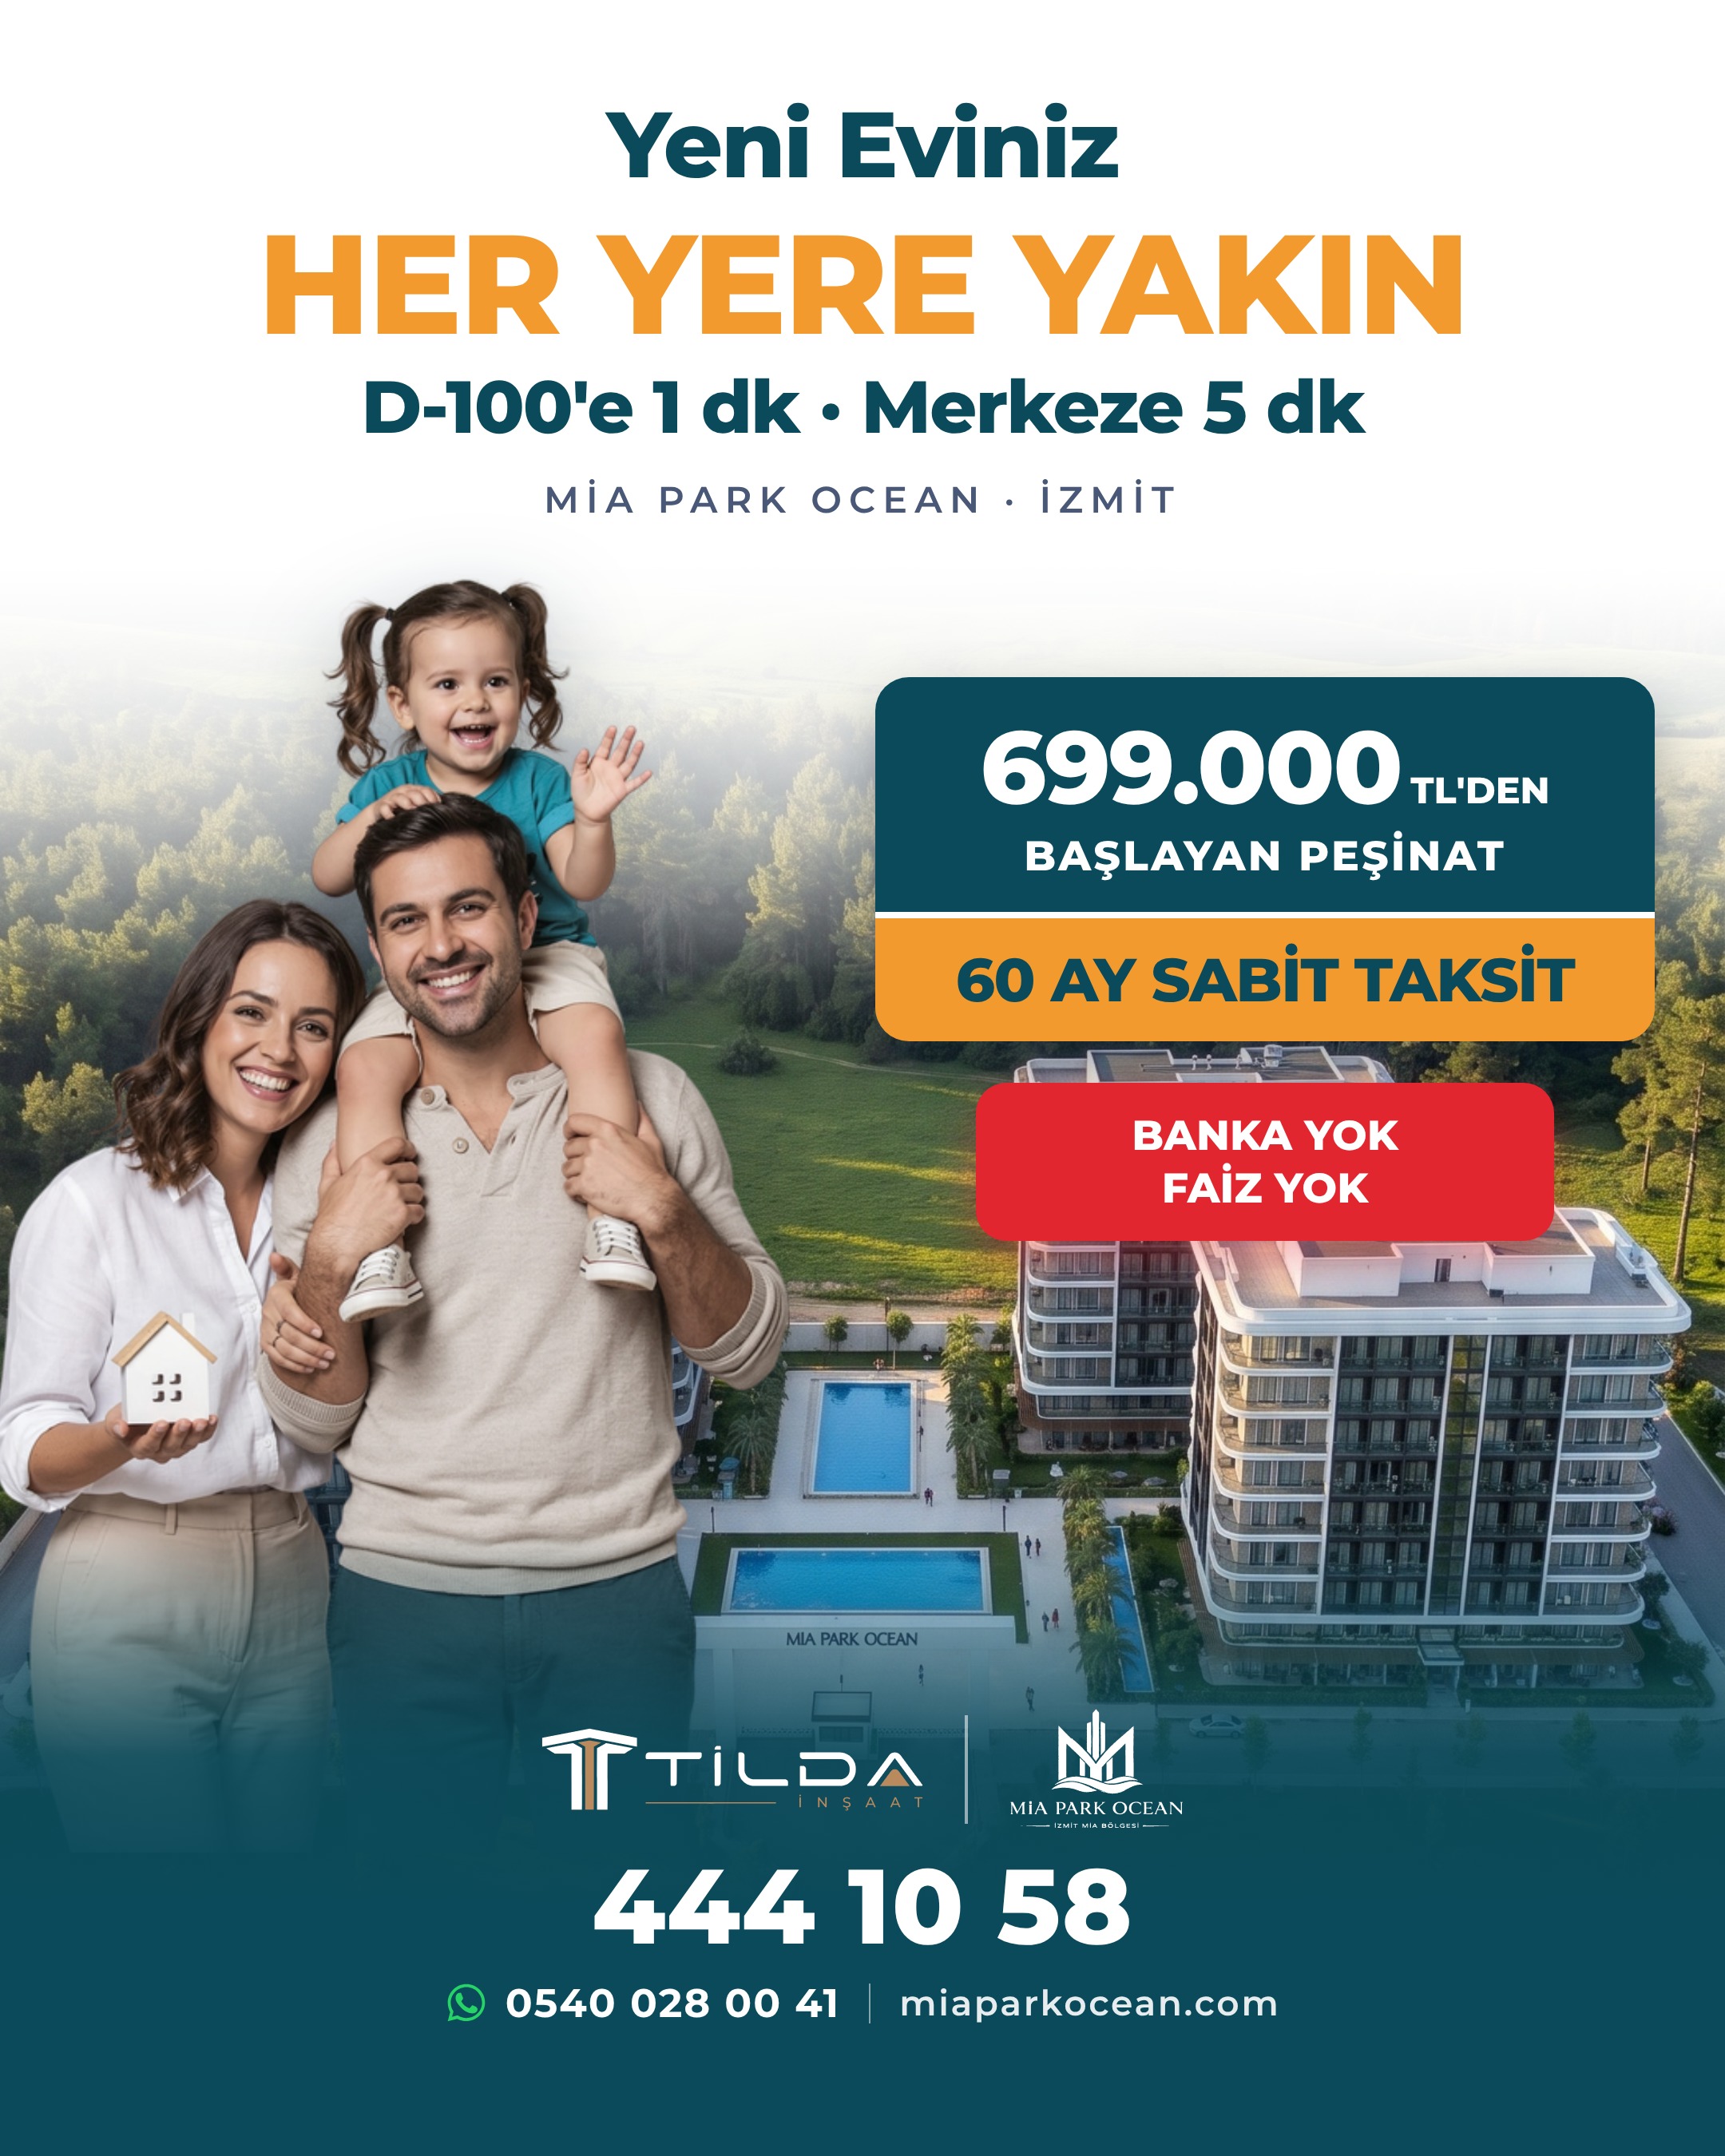 Yeni Eviniz
HER YERE YAKIN
D-100'e 1 dk • Merkeze 5 dk
MİA PARK OCEAN · İZMİT
699.000 TL'DEN
BAŞLAYAN PEŞİNAT
60 AY SABİT TAKSİT
BANKA YOK
FAİZ YOK
MIA PARK OCEAN
TİLDA
İNŞAAT
MİA PARK OCEAN
İZMİT MİA BÖLGESİ
444 10 58
0540 028 00 41
miaparkocean.com